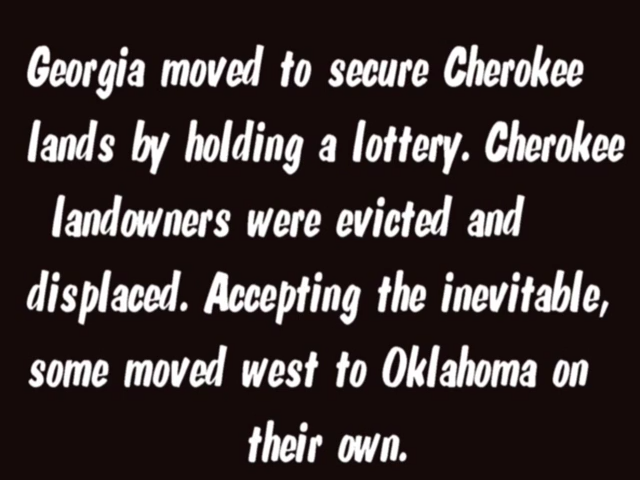 Georgia moved to secure Cherokee
lands by holding a lottery. Cherokee
landowners were evicted and
displaced. Accepting the inevitable,
some moved west to Oklahoma on
their own.